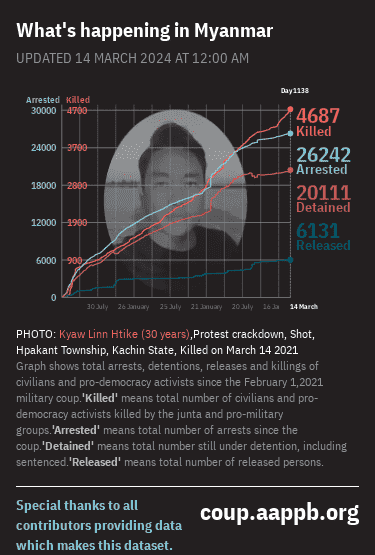 What's happening in Myanmar
UPDATED 14 MARCH 2024 AT 12:00 AM
Day1138
Arrested Killed
30000 4700
24000 3700
18000 2800
12000 1900
6000 900
0
4687
Killed
26242
Arrested
20111
Detained
6131
Released
30 July 26 January 25 July 21 January 20 July 16 Ja 14 March
PHOTO: Kyaw Linn Htike (30 years),Protest crackdown, Shot,
Hpakant Township, Kachin State, Killed on March 14 2021
Graph shows total arrests, detentions, releases and killings of
civilians and pro-democracy activists since the February 1,2021
military coup.'Killed' means total number of civilians and pro-
democracy activists killed by the junta and pro-military
groups.'Arrested' means total number of arrests since the
coup.'Detained' means total number still under detention, including
sentenced.'Released' means total number of released persons.
Special thanks to all
contributors providing data
which makes this dataset.
coup.aappb.org